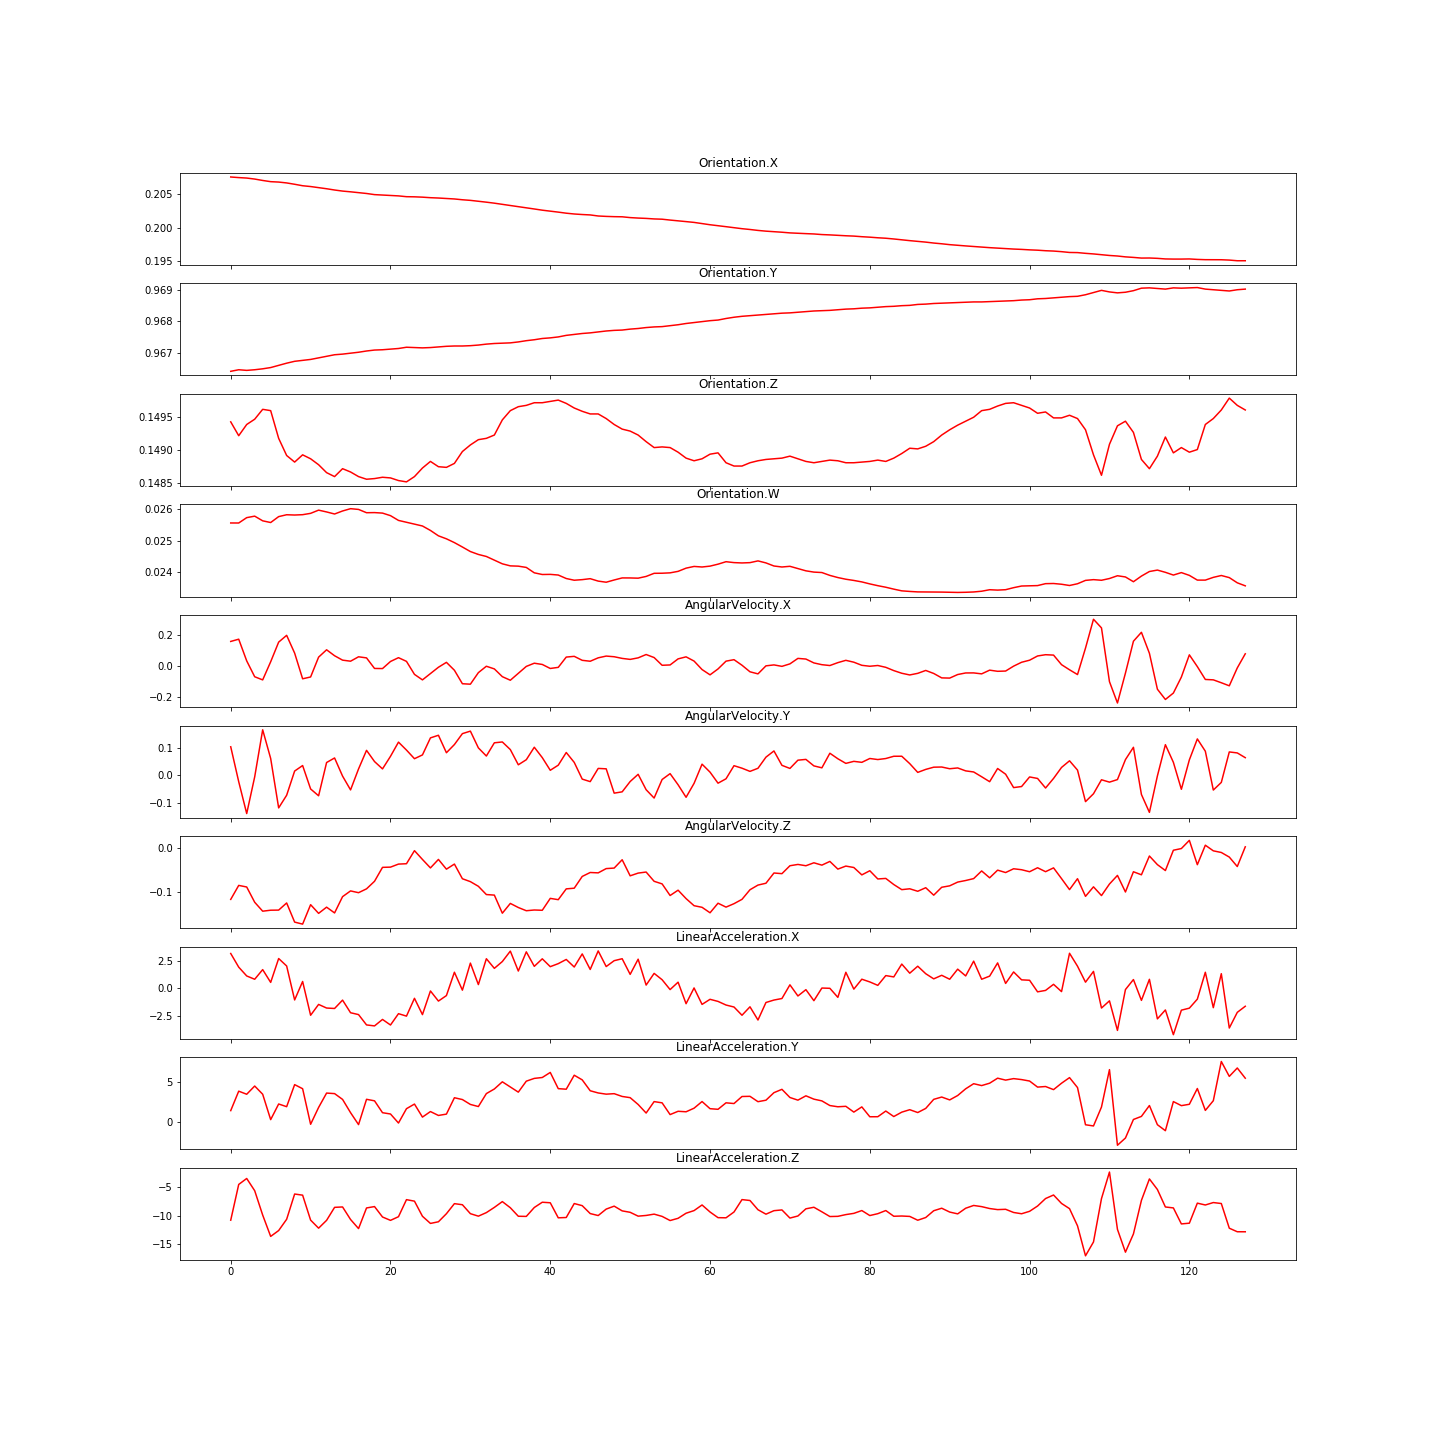 Orientation.X
0.205
0.200
0.195
Orientation.Y
0.969
0.968
0.967
Orientation.Z
0.1495
0.1490
0.1485
Orientation.W
0.026
0.025
0.024
AngularVelocity.X
0.2
0.0
−0.2
AngularVelocity.Y
0.1
0.0
−0.1
AngularVelocity.Z
0.0
−0.1
LinearAcceleration.X
2.5
0.0
−2.5
LinearAcceleration.Y
5
0
LinearAcceleration.Z
−5
−10
−15
0 20 40 60 80 100 120